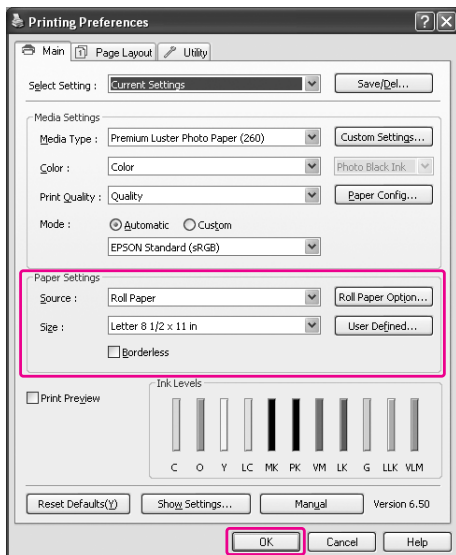 Printing Preferences
Main Page Layout Utility
Select Setting : Current Settings Save/Del...
Media Settings
Media Type : Premium Luster Photo Paper (260) Custom Settings...
Color : Color Photo Black Ink
Print Quality : Quality Paper Config...
Mode : Automatic Custom
EPSON Standard (sRGB)
Paper Settings
Source : Roll Paper Roll Paper Option...
Size : Letter 8 1/2 x 11 in User Defined...
Borderless
Print Preview
Ink Levels
C O Y LC MK PK VM LK G LLK VLM
Reset Defaults(Y) Show Settings... Manual Version 6.50
OK Cancel Help